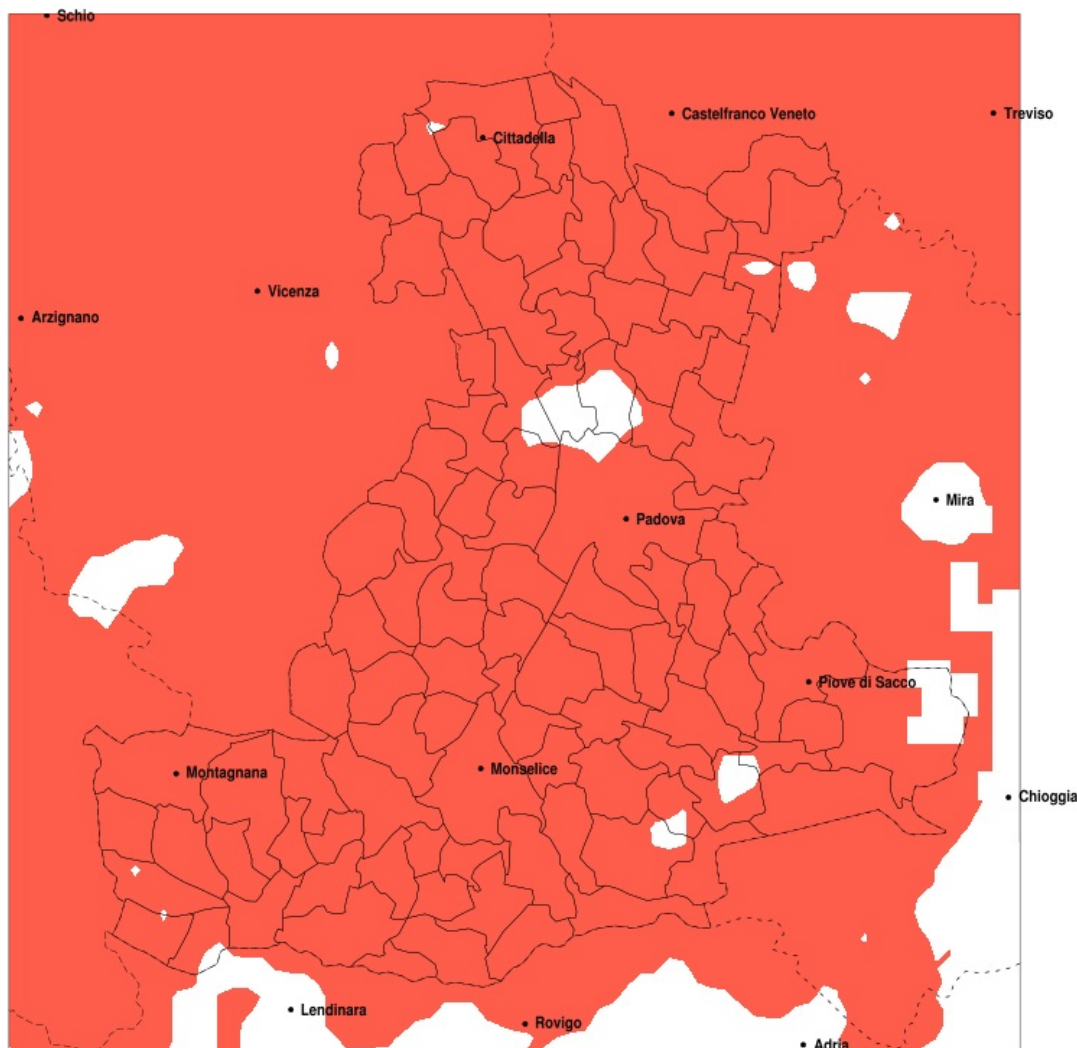 Schio
Castelfranco Veneto
Treviso
Cittadella
Vicenza
Arzignano
Mira
Padova
Piove di Sacco
Montagnana
Monselice
Chioggia
Lendinara
Rovigo
Adria